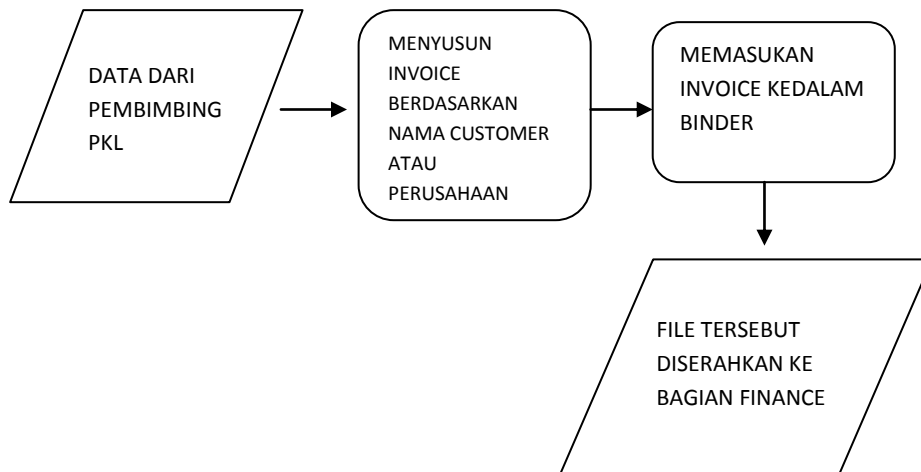 DATA DARI
PEMBIMBING
PKL
MENYUSUN
INVOICE
BERDASARKAN
NAMA CUSTOMER
ATAU
PERUSAHAAN
MEMASUKAN
INVOICE KEDALAM
BINDER
FILE TERSEBUT
DISERAHKAN KE
BAGIAN FINANCE